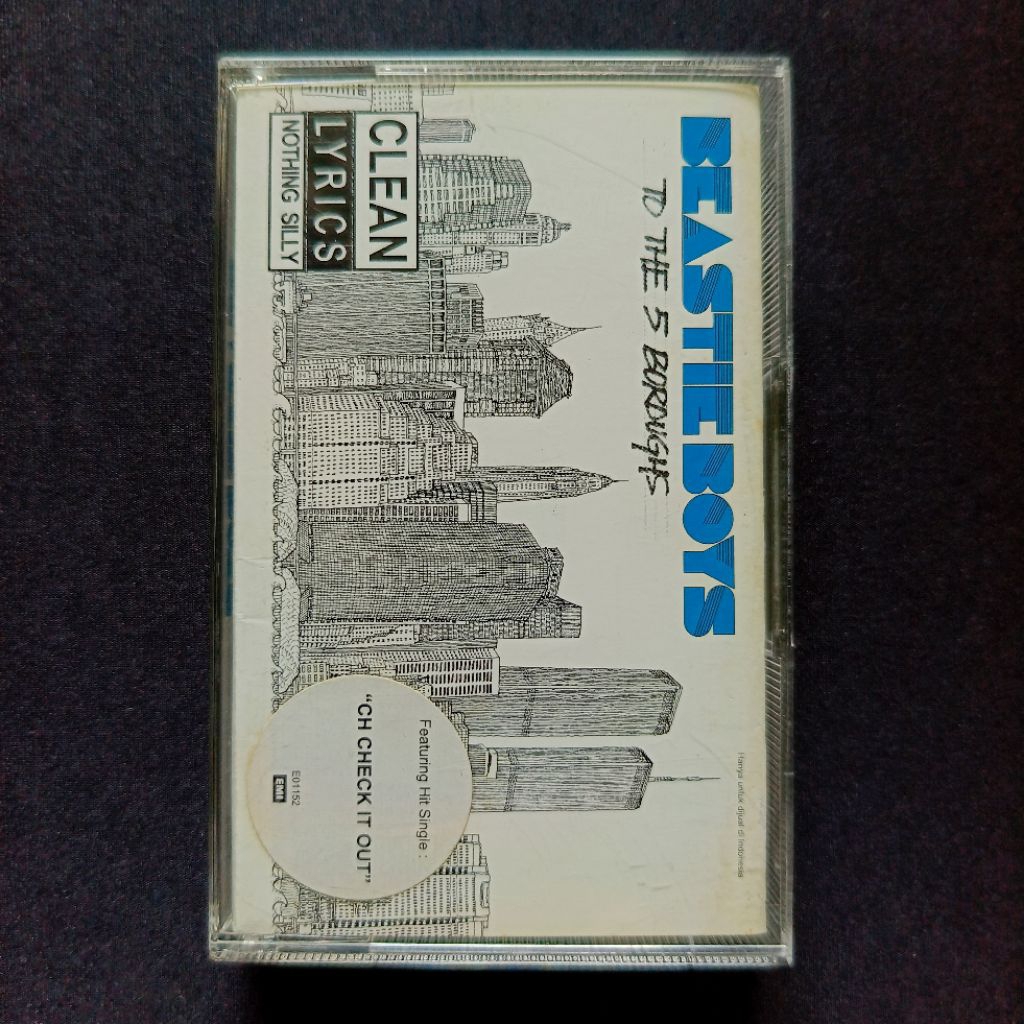 BEASTIE BOYS
TO THE 5 BOROUGHS
Hanya untuk dijual di Indonesia
CLEAN
LYRICS
NOTHING SILLY
Featuring Hit Single :
"CH CHECK IT OUT"
E01152
EMI